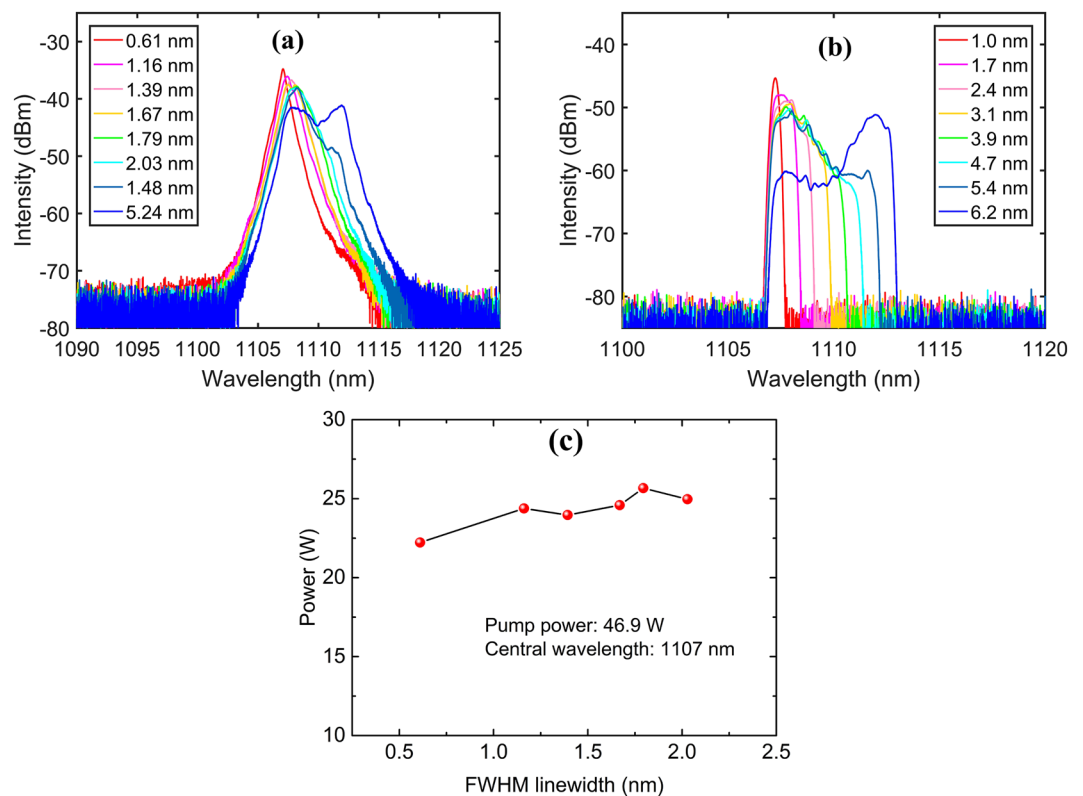 (a)
-30
-40
-50
-60
-70
-80
Intensity (dBm)
0.61 nm
1.16 nm
1.39 nm
1.67 nm
1.79 nm
2.03 nm
1.48 nm
5.24 nm
1090 1095 1100 1105 1110 1115 1120 1125
Wavelength (nm)
(b)
-40
-50
-60
-70
-80
Intensity (dBm)
1.0 nm
1.7 nm
2.4 nm
3.1 nm
3.9 nm
4.7 nm
5.4 nm
6.2 nm
1100 1105 1110 1115 1120
Wavelength (nm)
(c)
30
25
20
15
10
Power (W)
Pump power: 46.9 W
Central wavelength: 1107 nm
0.5 1.0 1.5 2.0 2.5
FWHM linewidth (nm)